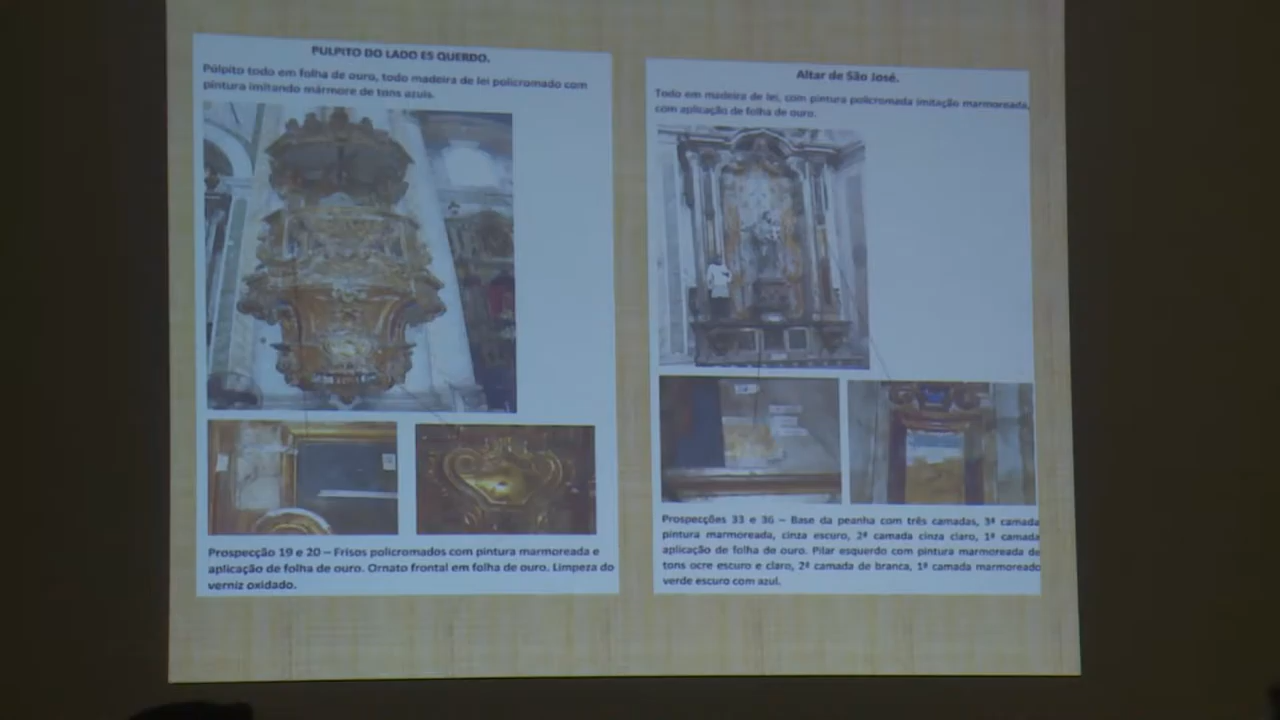 PULPITO DO LADO ES QUERDO.
Púlpito todo em folha de ouro, todo madeira de lei policromado com
pintura imitando mármore de tons azuis.
Prospecção 19 e 20 – Frisos policromados com pintura marmoreada e
aplicação de folha de ouro. Ornato frontal em folha de ouro. Limpeza do
verniz oxidado.
Altar de São José.
Todo em madeira de lei, com pintura policromada imitação marmoreada,
com aplicação de folha de ouro.
Prospecções 33 e 36 – Base da peanha com três camadas, 3ª camada
pintura marmoreada, cinza escuro, 2ª camada cinza claro, 1ª camada
aplicação de folha de ouro. Pilar esquerdo com pintura marmoreada de
tons ocre escuro e claro, 2ª camada de branca, 1ª camada marmoreado
verde escuro com azul.